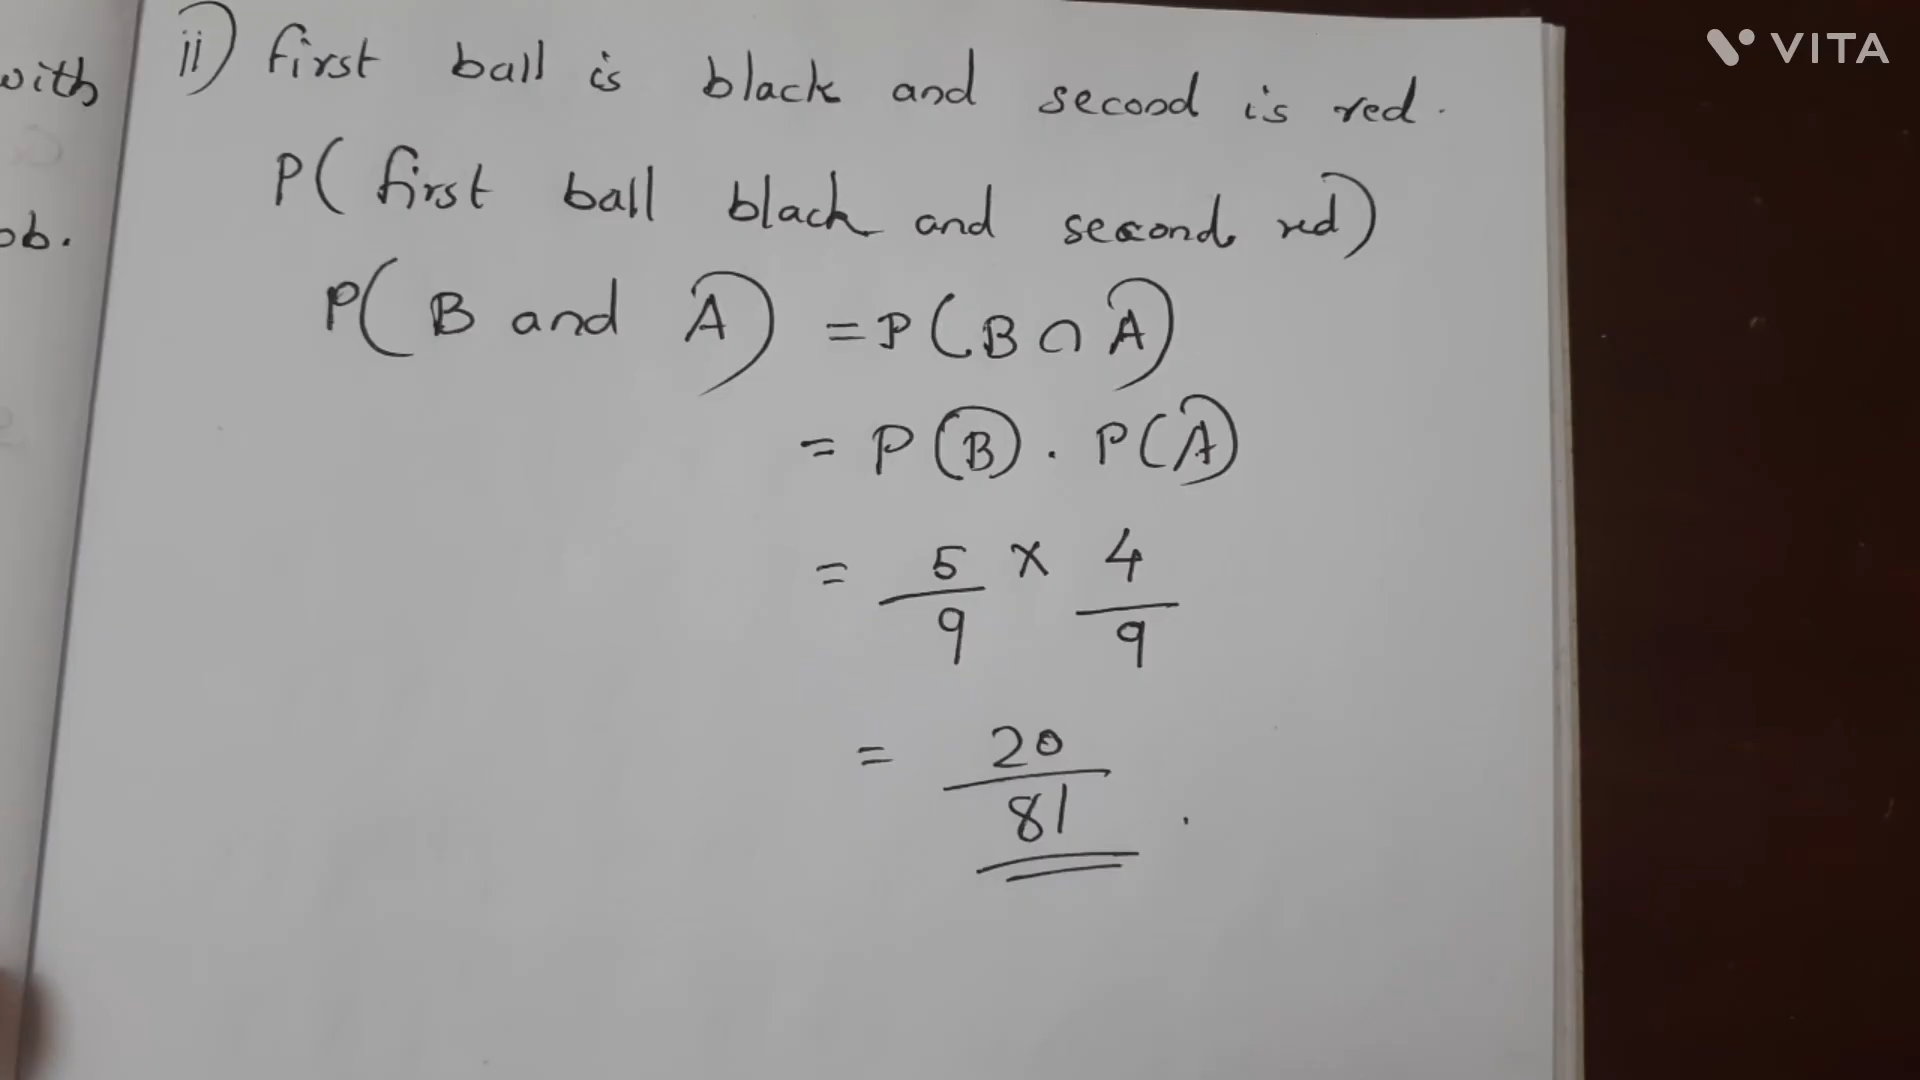 VITA
with
ob.
ii) first ball is black and second is red.
P( first ball black and second red)
P( B and A) = P(B ∩ A)
= P(B) . P(A)
= 5/9 × 4/9
= 20/81 .